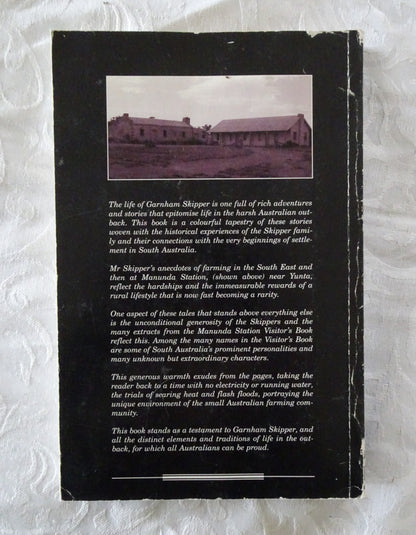 The life of Garnham Skipper is one full of rich adventures
and stories that epitomise life in the harsh Australian out-
back. This book is a colourful tapestry of these stories
woven with the historical experiences of the Skipper fami-
ly and their connections with the very beginnings of settle-
ment in South Australia.
Mr Skipper's anecdotes of farming in the South East and
then at Manunda Station, (shown above) near Yunta,
reflect the hardships and the immeasurable rewards of a
rural lifestyle that is now fast becoming a rarity.
One aspect of these tales that stands above everything else
is the unconditional generosity of the Skippers and the
many extracts from the Manunda Station Visitor's Book
reflect this. Among the many names in the Visitor's Book
are some of South Australia's prominent personalities and
many unknown but extraordinary characters.
This generous warmth exudes from the pages, taking the
reader back to a time with no electricity or running water,
the trials of searing heat and flash floods, portraying the
unique environment of the small Australian farming com-
munity.
This book stands as a testament to Garnham Skipper, and
all the distinct elements and traditions of life in the out-
back, for which all Australians can be proud.